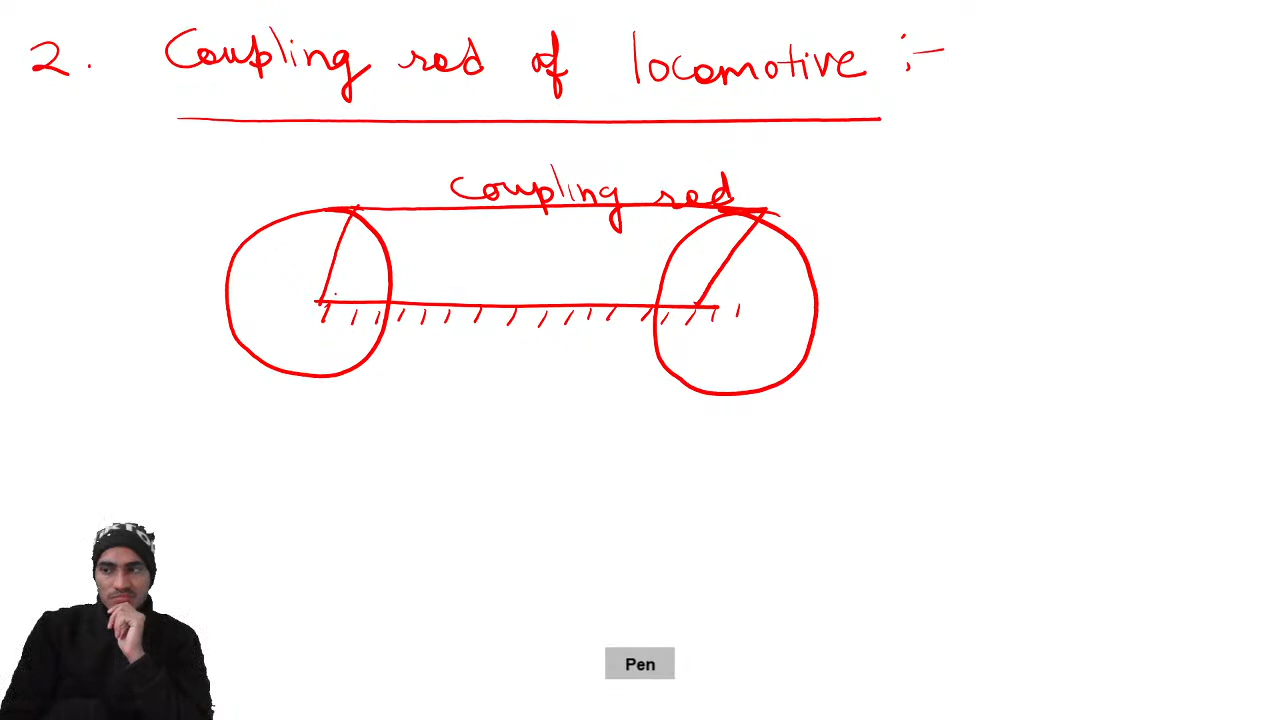 2. Coupling rod of locomotive :-
Coupling rod
Pen